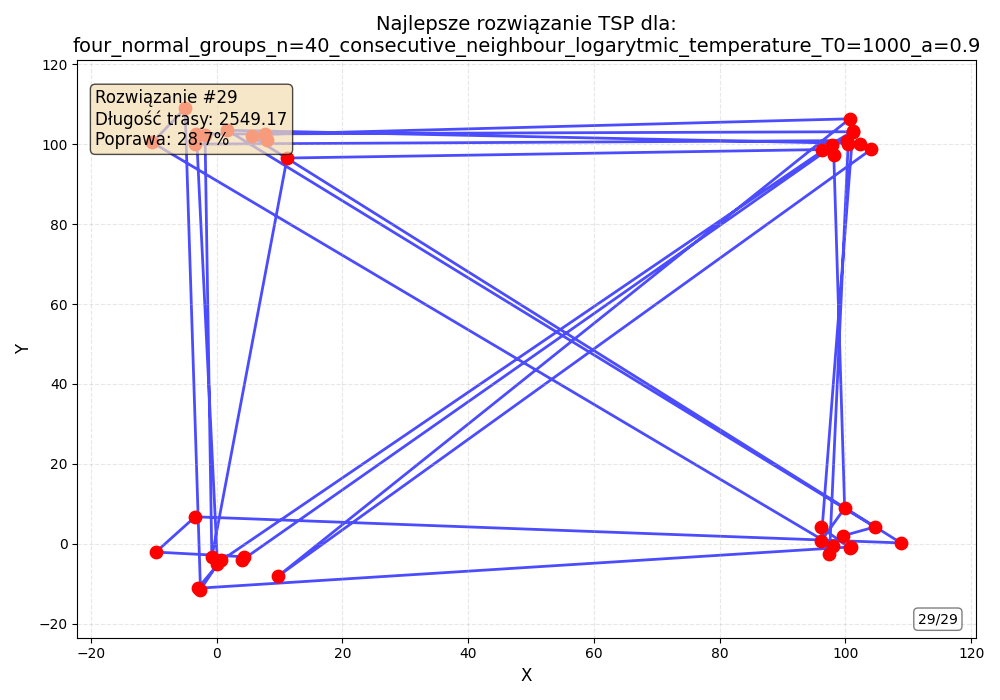 Najlepsze rozwiązanie TSP dla:
four_normal_groups_n=40_consecutive_neighbour_logarytmic_temperature_T0=1000_a=0.9
Rozwiązanie #29
Długość trasy: 2549.17
Poprawa: 28.7%
120
100
80
60
40
20
0
−20
Y
29/29
−20
0
20
40
60
80
100
120
X